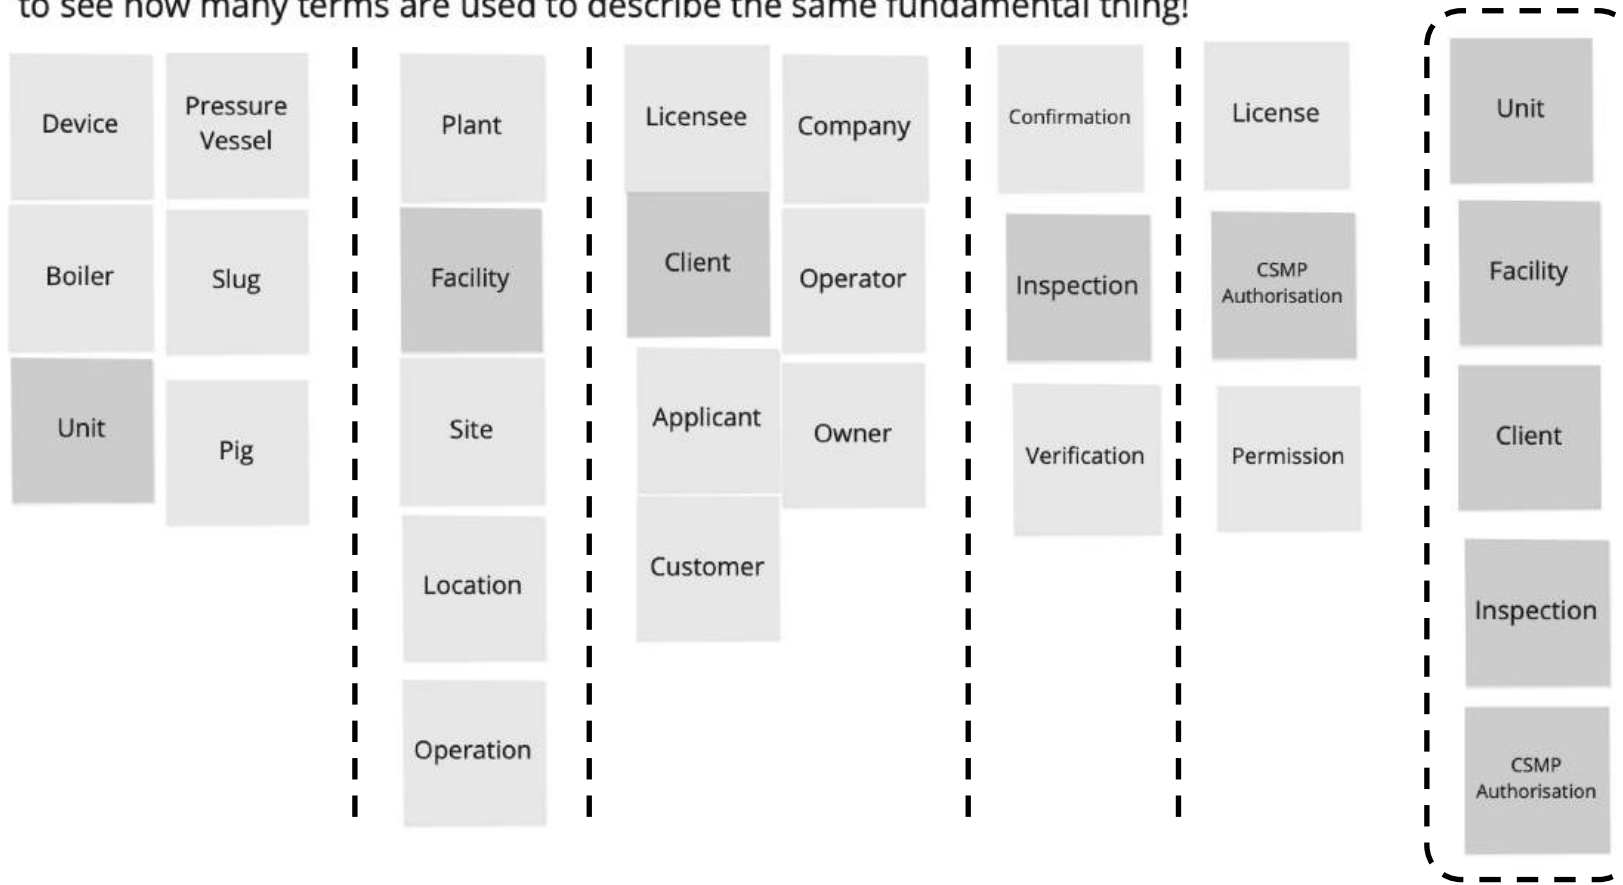 to see how many terms are used to describe the same fundamental thing!
Device
Pressure
Vessel
Boiler
Slug
Unit
Pig
Plant
Facility
Site
Location
Operation
Licensee
Company
Client
Operator
Applicant
Owner
Customer
Confirmation
Inspection
Verification
License
CSMP
Authorisation
Permission
Unit
Facility
Client
Inspection
CSMP
Authorisation